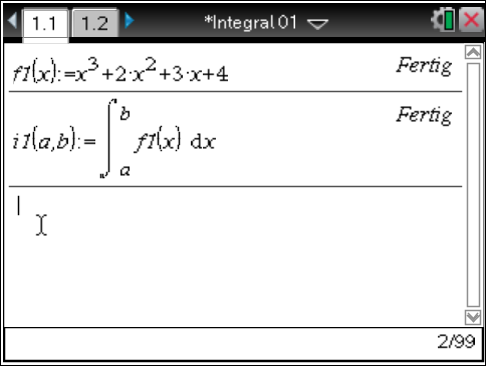 1.1 1.2 *Integral 01
f1(x):=x³+2·x²+3·x+4 Fertig
i1(a,b):=∫ₐᵇ f1(x) dx Fertig
2/99